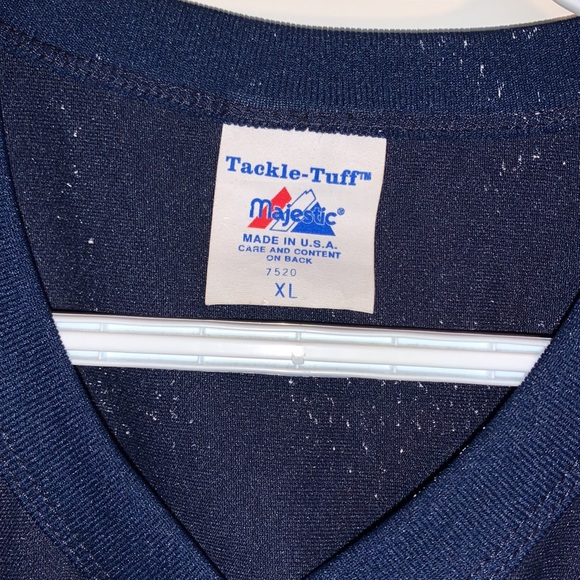 Tackle-Tuff™
Majestic®
MADE IN U.S.A.
CARE AND CONTENT
ON BACK
7520
XL